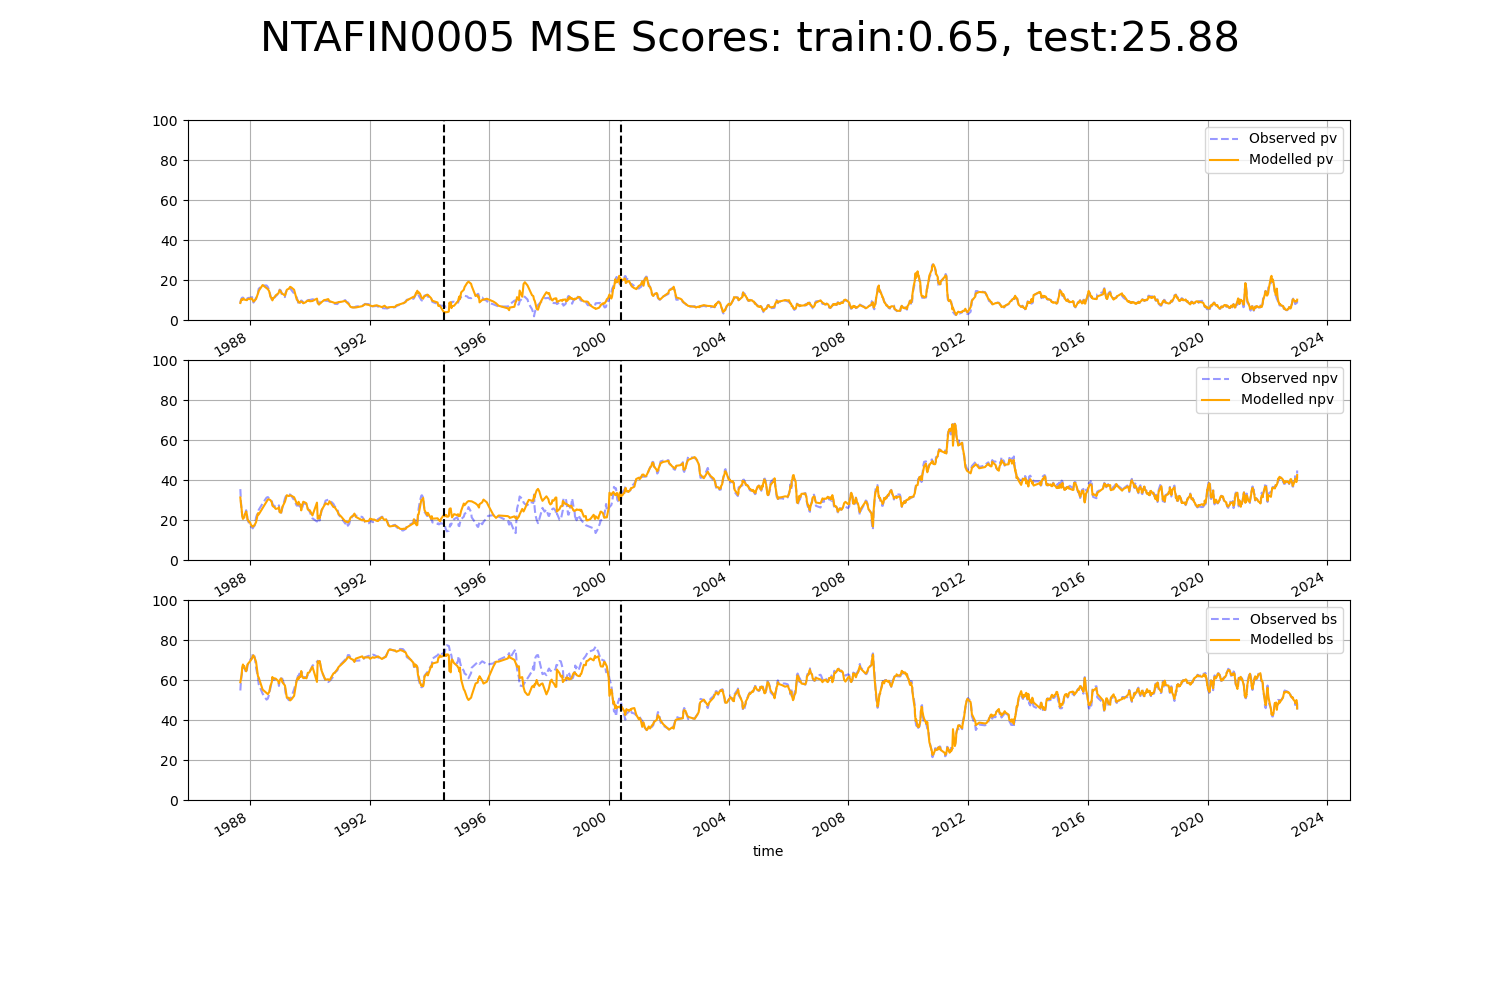 NTAFIN0005 MSE Scores: train:0.65, test:25.88
100
80
60
40
20
0
Observed pv
Modelled pv
1988 1992 1996 2000 2004 2008 2012 2016 2020 2024
100
80
60
40
20
0
Observed npv
Modelled npv
1988 1992 1996 2000 2004 2008 2012 2016 2020 2024
100
80
60
40
20
0
Observed bs
Modelled bs
1988 1992 1996 2000 2004 2008 2012 2016 2020 2024
time